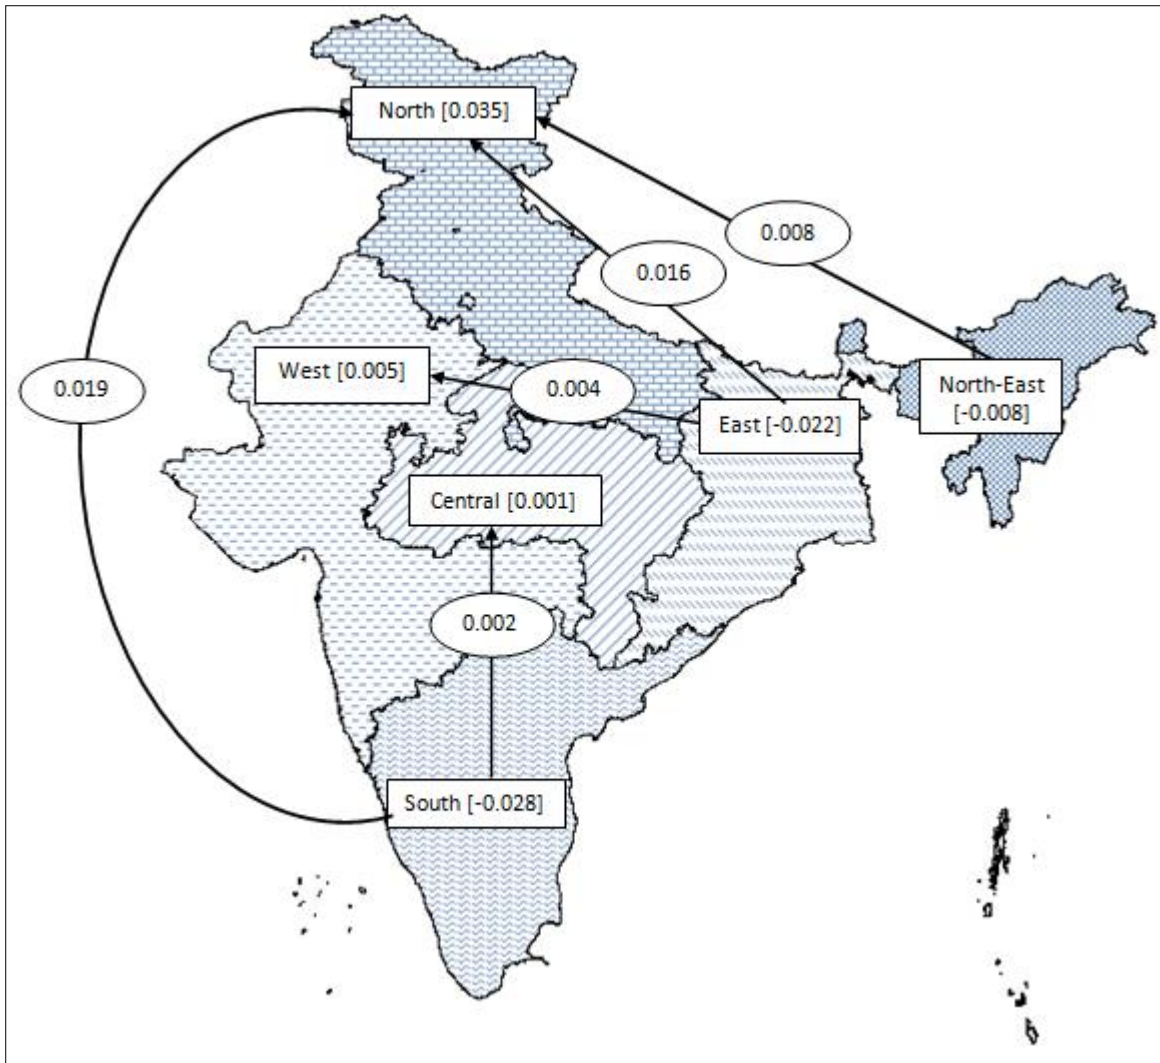 North [0.035]
0.008
0.016
West [0.005]
0.019
0.004
North-East
[-0.008]
East [-0.022]
Central [0.001]
0.002
South [-0.028]